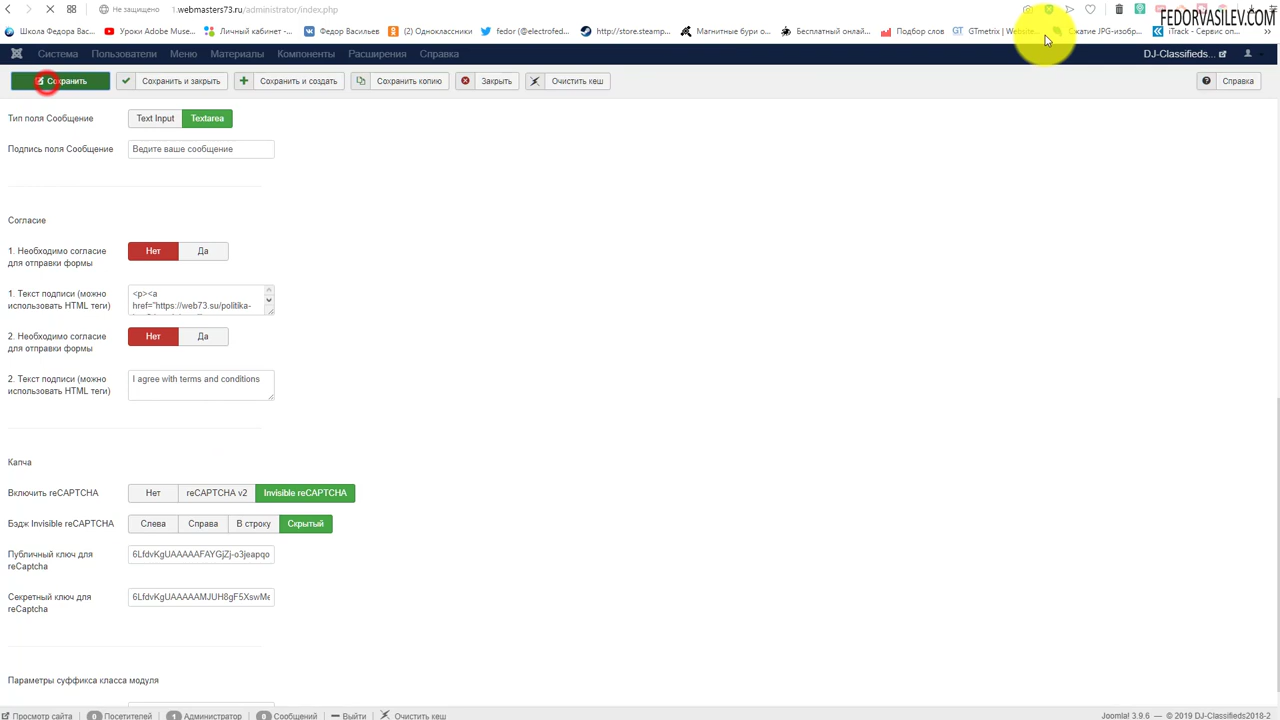 Не защищено
1.webmasters73.ru/administrator/index.php
FEDORVASILEV.COM
Школа Федора Вас...
Уроки Adobe Muse...
Личный кабинет -...
Федор Васильев
(2) Одноклассники
fedor (@electrofed...
http://store.steamp...
Магнитные бури о...
Бесплатный онлай...
Подбор слов
GTmetrix | Website...
Сжатие JPG-изобр...
iTrack - Сервис оп...
Система
Пользователи
Меню
Материалы
Компоненты
Расширения
Справка
DJ-Classifieds...
Сохранить
Сохранить и закрыть
Сохранить и создать
Сохранить копию
Закрыть
Очистить кеш
Справка
Тип поля Сообщение
Text Input
Textarea
Подпись поля Сообщение
Ведите ваше сообщение
Согласие
1. Необходимо согласие
для отправки формы
Нет
Да
1. Текст подписи (можно
использовать HTML теги)
<p><a
href="https://web73.su/politika-
2. Необходимо согласие
для отправки формы
Нет
Да
2. Текст подписи (можно
использовать HTML теги)
I agree with terms and conditions
Капча
Включить reCAPTCHA
Нет
reCAPTCHA v2
Invisible reCAPTCHA
Бэдж Invisible reCAPTCHA
Слева
Справа
В строку
Скрытый
Публичный ключ для
reCaptcha
6LfdvKgUAAAAAFAYGjZj-o3jeapqo
Секретный ключ для
reCaptcha
6LfdvKgUAAAAAMJUH8gF5XswMe
Параметры суффикса класса модуля
Просмотр сайта
0 Посетителей
1 Администратор
0 Сообщений
Выйти
Очистить кеш
Joomla! 3.9.6 — © 2019 DJ-Classifieds2018-2